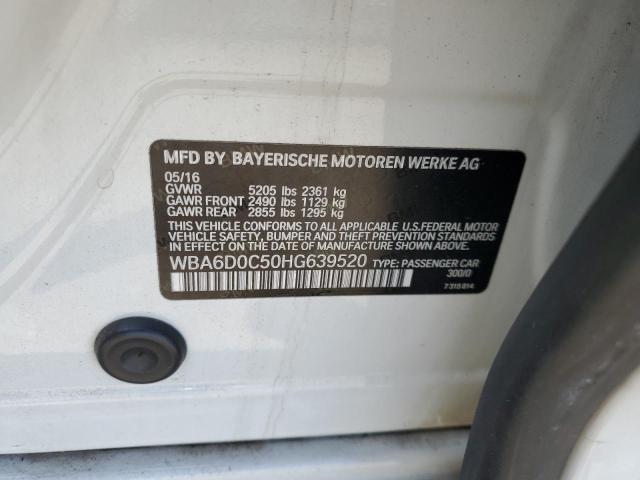 MFD BY BAYERISCHE MOTOREN WERKE AG
05/16
GVWR 5205 lbs 2361 kg
GAWR FRONT 2490 lbs 1129 kg
GAWR REAR 2855 lbs 1295 kg
THIS VEHICLE CONFORMS TO ALL APPLICABLE U.S.FEDERAL MOTOR
VEHICLE SAFETY, BUMPER, AND THEFT PREVENTION STANDARDS IN
EFFECT ON THE DATE OF MANUFACTURE SHOWN ABOVE.
WBA6D0C50HG639520 TYPE: PASSENGER CAR
300/0
7 315 614